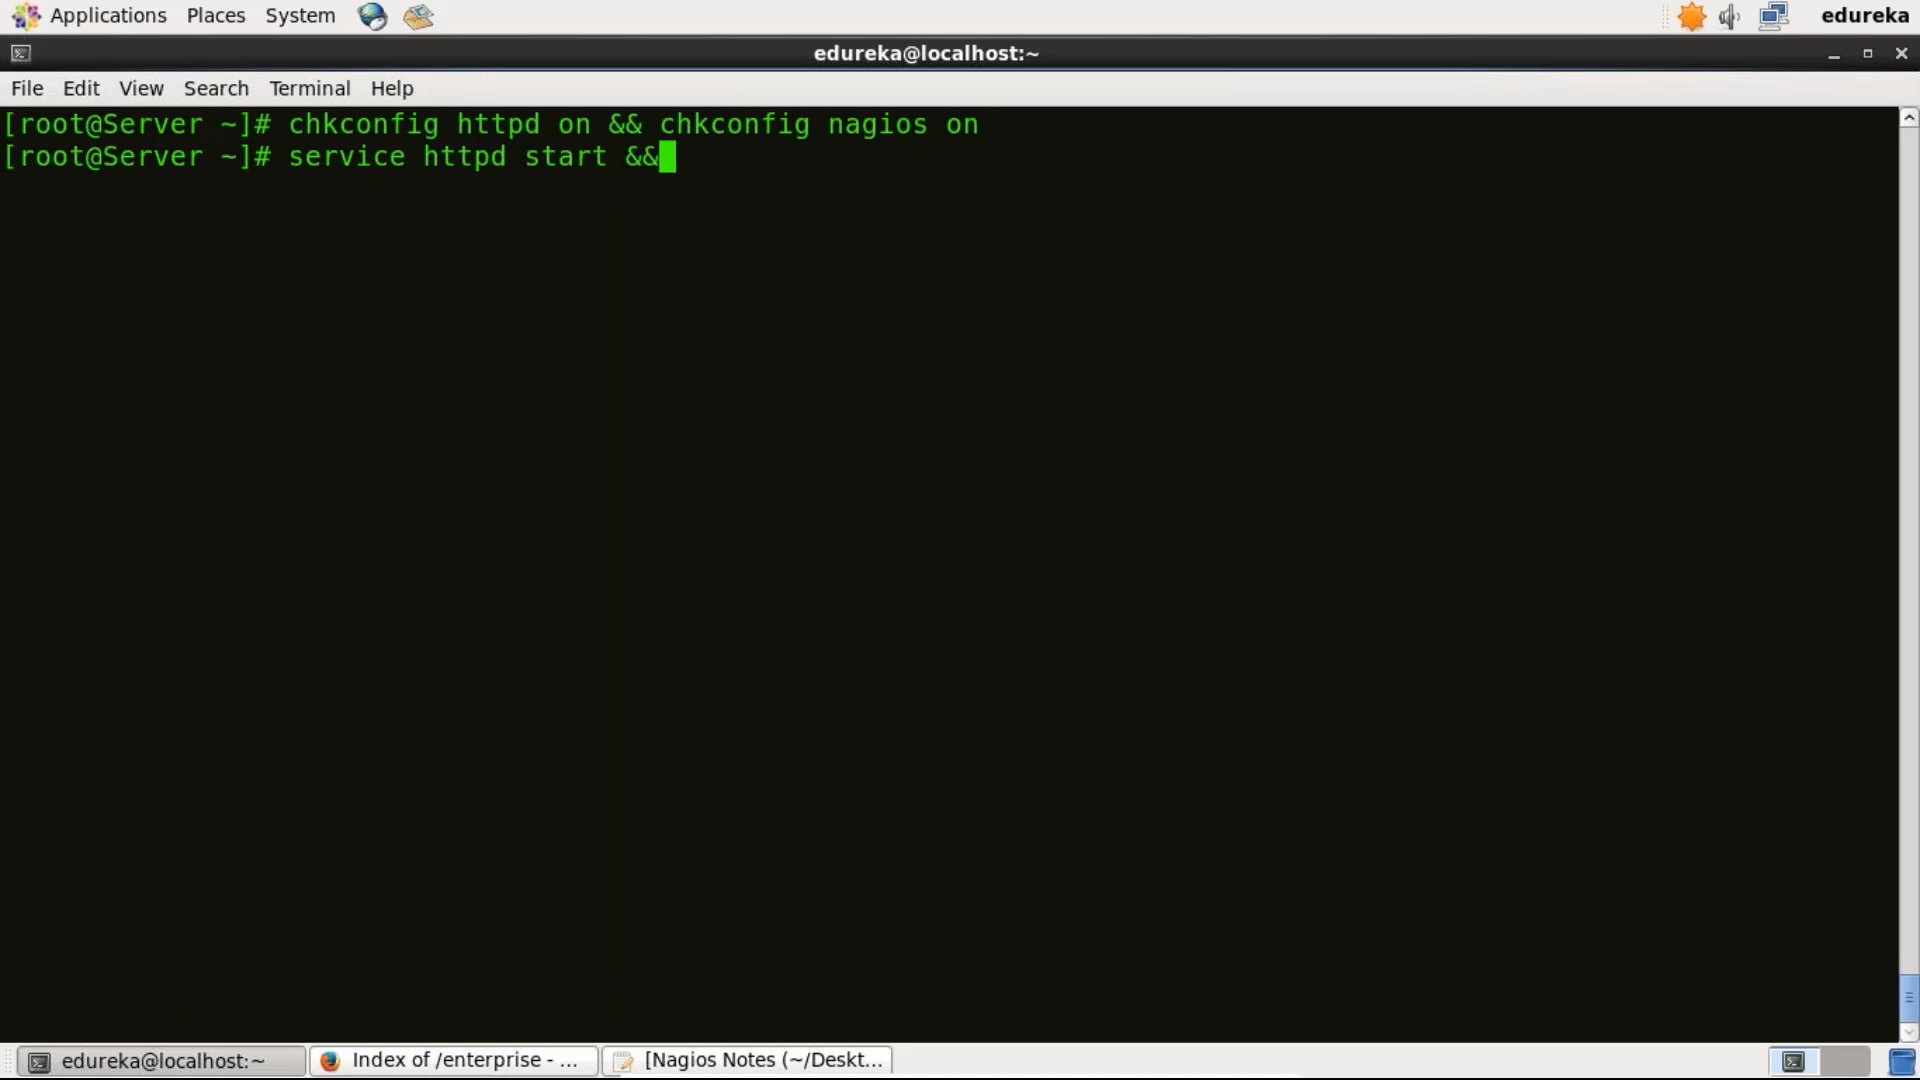 Applications Places System edureka
edureka@localhost:~
File Edit View Search Terminal Help
[root@Server ~]# chkconfig httpd on && chkconfig nagios on
[root@Server ~]# service httpd start &&
edureka@localhost:~ Index of /enterprise - ... [Nagios Notes (~/Deskt...